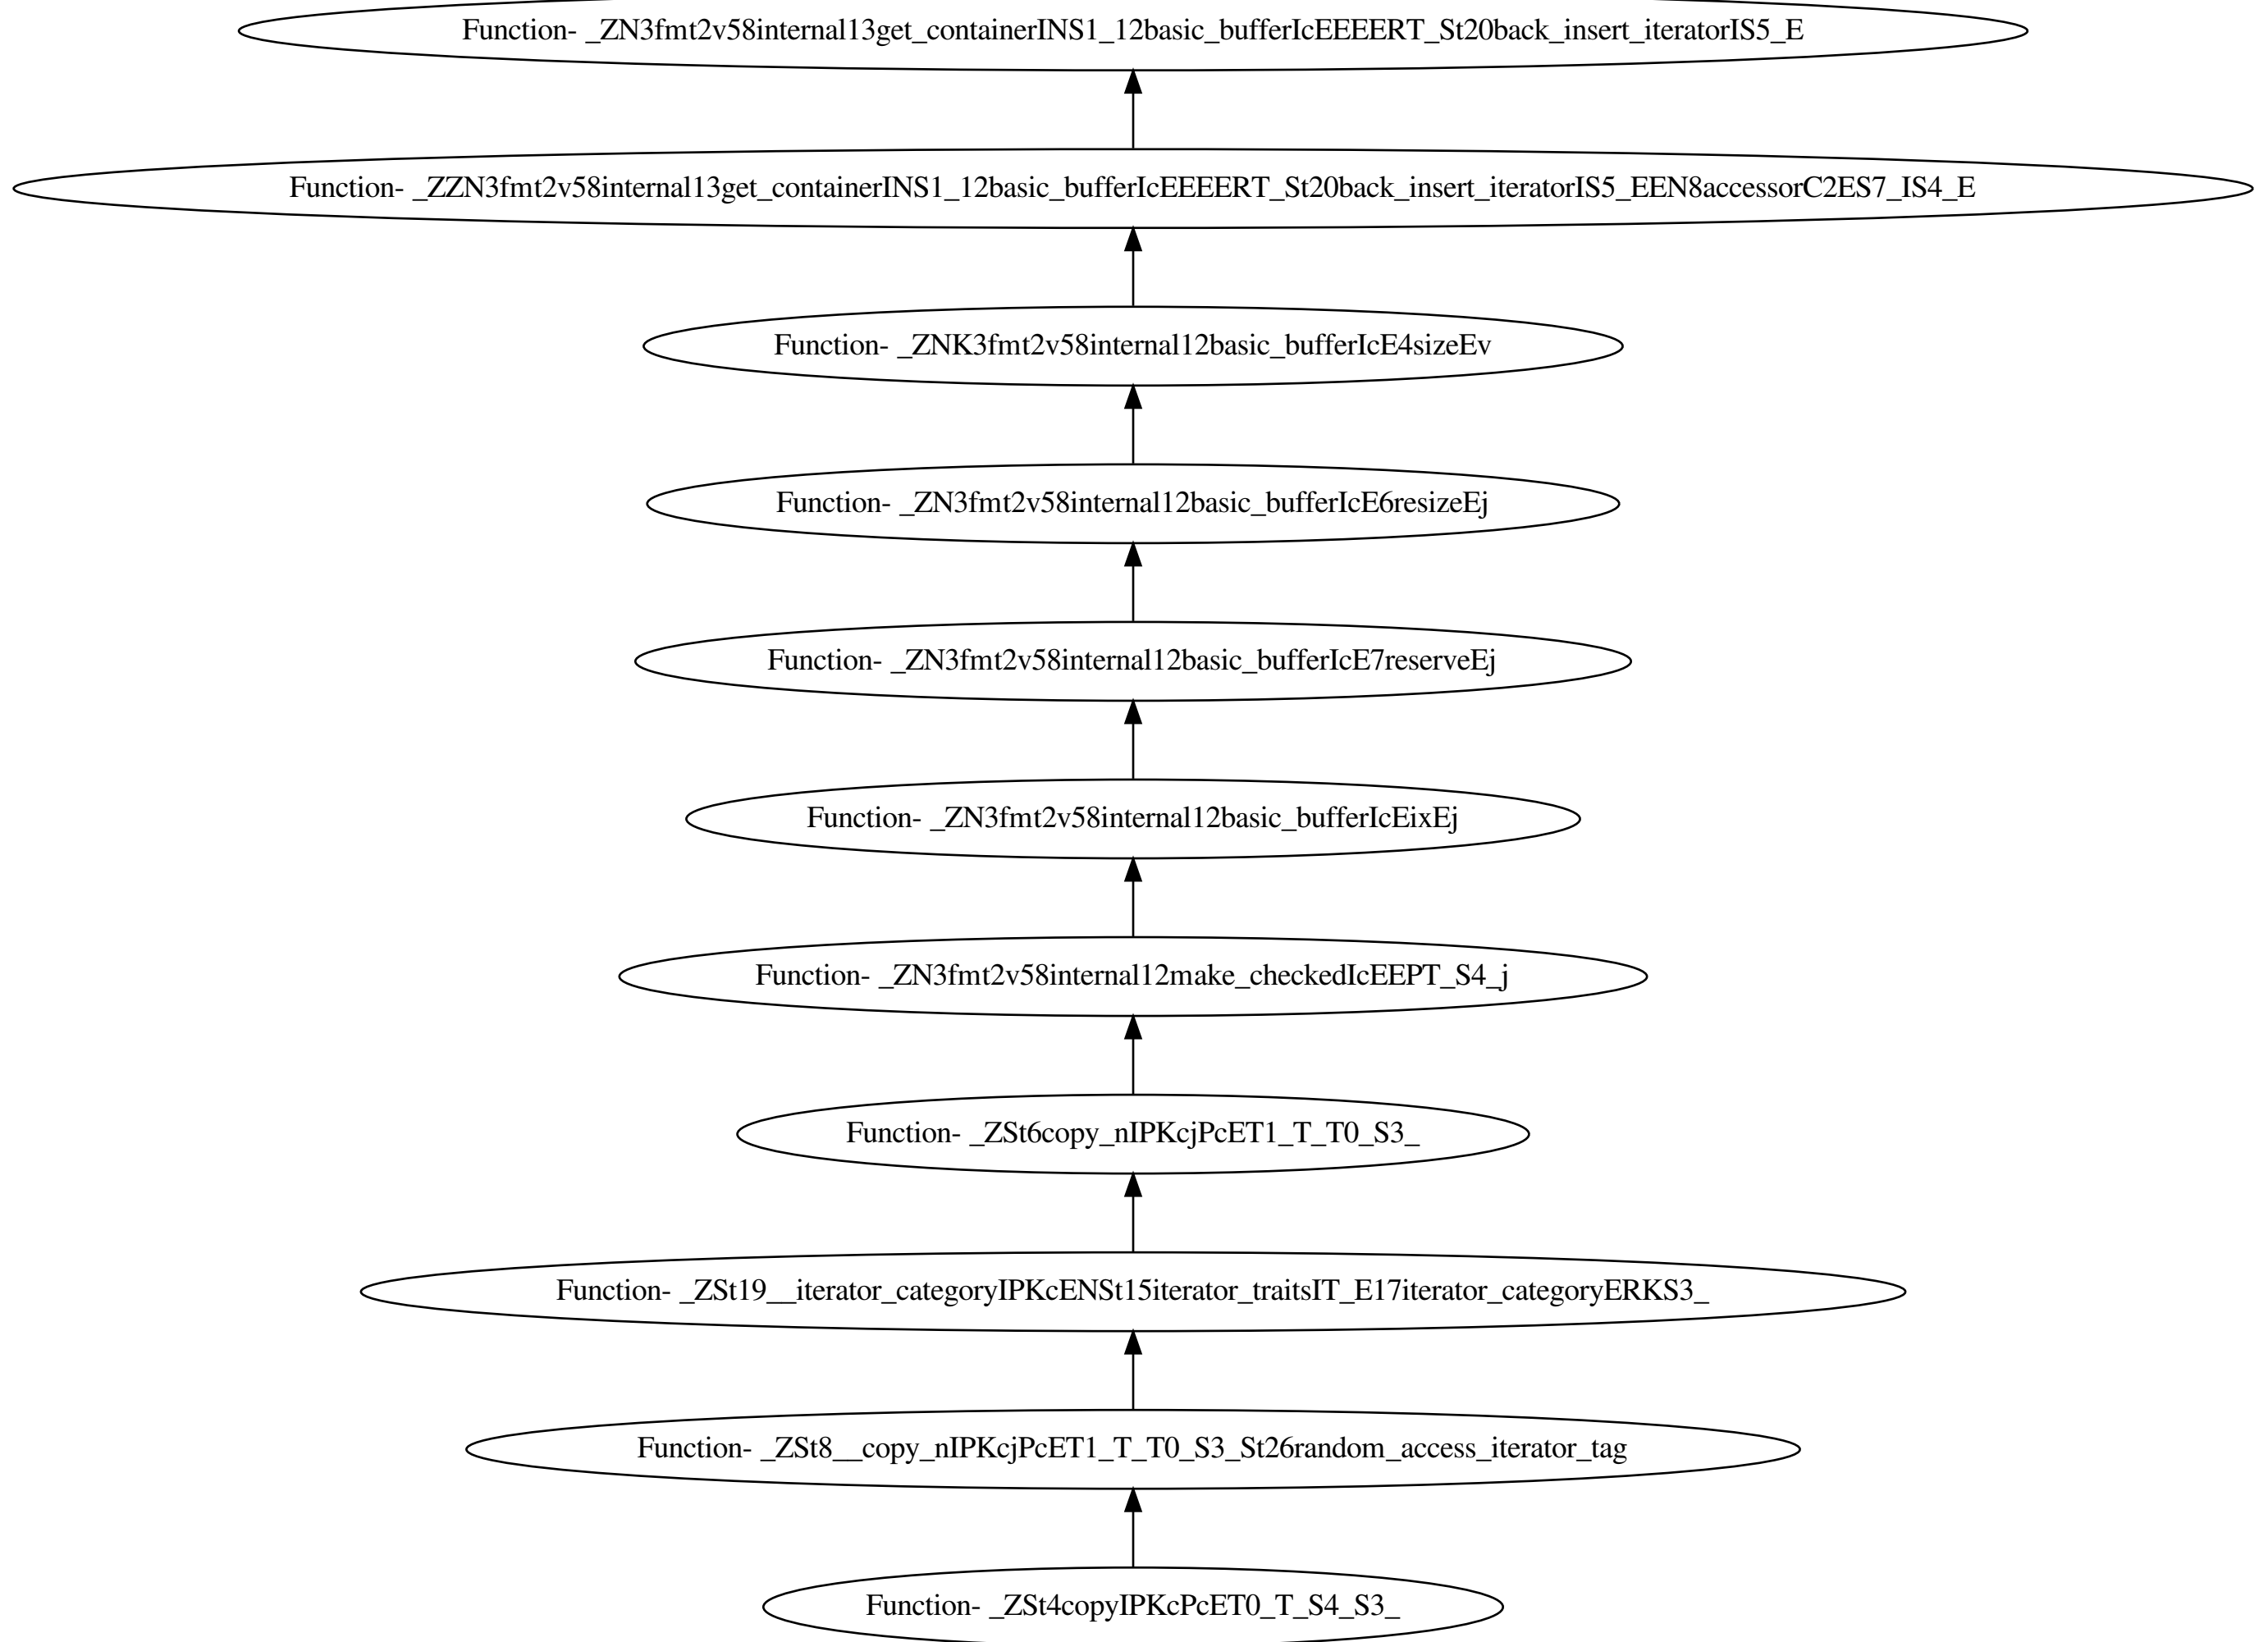 Function- _ZN3fmt2v58internal13get_containerINS1_12basic_bufferIcEEEERT_St20back_insert_iteratorIS5_E
Function- _ZZN3fmt2v58internal13get_containerINS1_12basic_bufferIcEEEERT_St20back_insert_iteratorIS5_EEN8accessorC2ES7_IS4_E
Function- _ZNK3fmt2v58internal12basic_bufferIcE4sizeEv
Function- _ZN3fmt2v58internal12basic_bufferIcE6resizeEj
Function- _ZN3fmt2v58internal12basic_bufferIcE7reserveEj
Function- _ZN3fmt2v58internal12basic_bufferIcEixEj
Function- _ZN3fmt2v58internal12make_checkedIcEEPT_S4_j
Function- _ZSt6copy_nIPKcjPcET1_T_T0_S3_
Function- _ZSt19__iterator_categoryIPKcENSt15iterator_traitsIT_E17iterator_categoryERKS3_
Function- _ZSt8__copy_nIPKcjPcET1_T_T0_S3_St26random_access_iterator_tag
Function- _ZSt4copyIPKcPcET0_T_S4_S3_